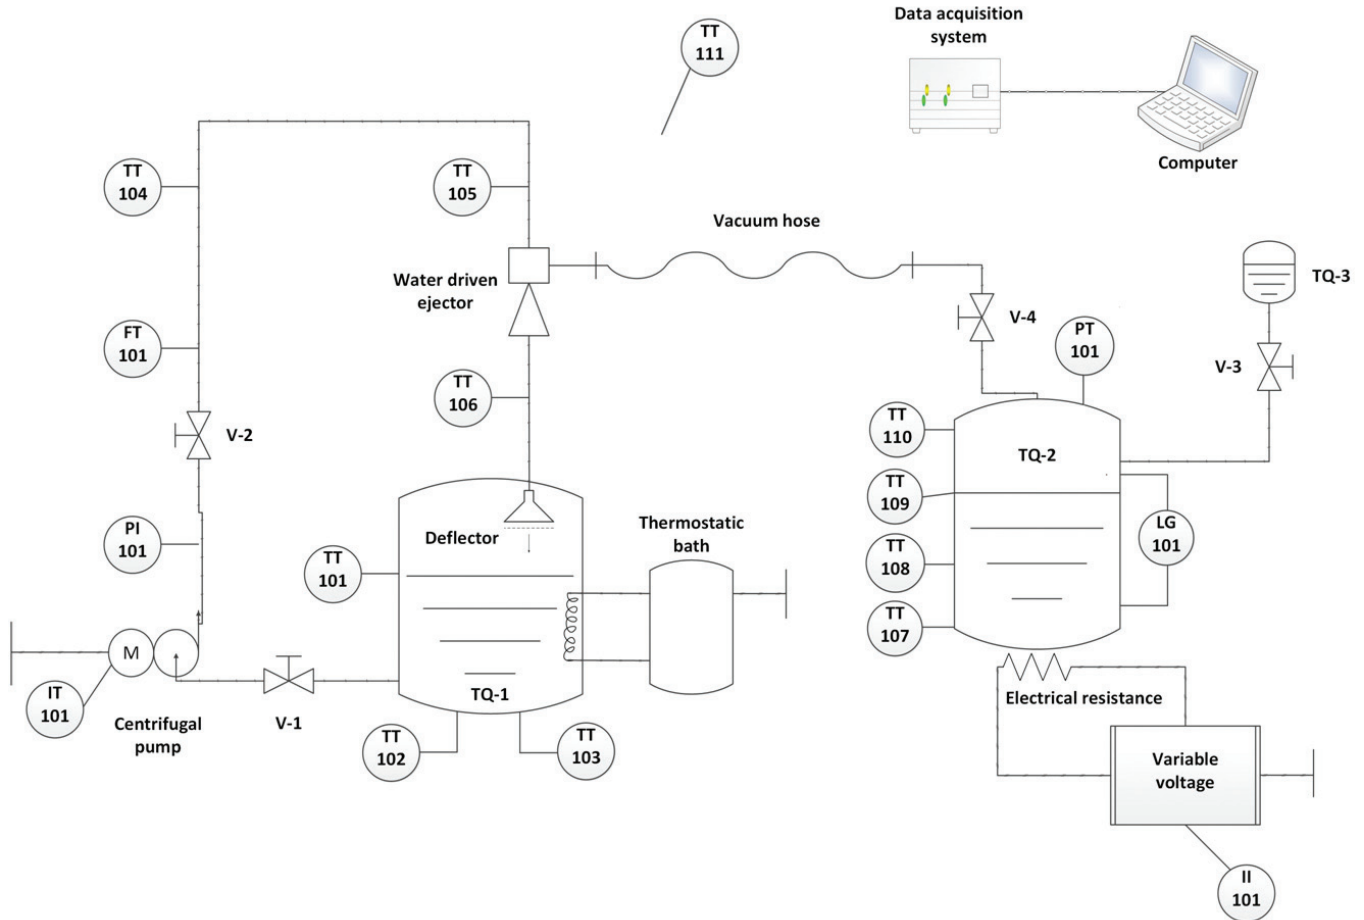 TT
111
Data acquisition
system
Computer
TT
104
TT
105
Vacuum hose
Water driven
ejector
TQ-3
V-4
FT
101
PT
101
V-3
TT
106
V-2
TT
110
TQ-2
TT
109
PI
101
Deflector
Thermostatic
bath
LG
101
TT
101
TT
108
TT
107
M
IT
101
Centrifugal
pump
V-1
TQ-1
Electrical resistance
TT
102
TT
103
Variable
voltage
II
101